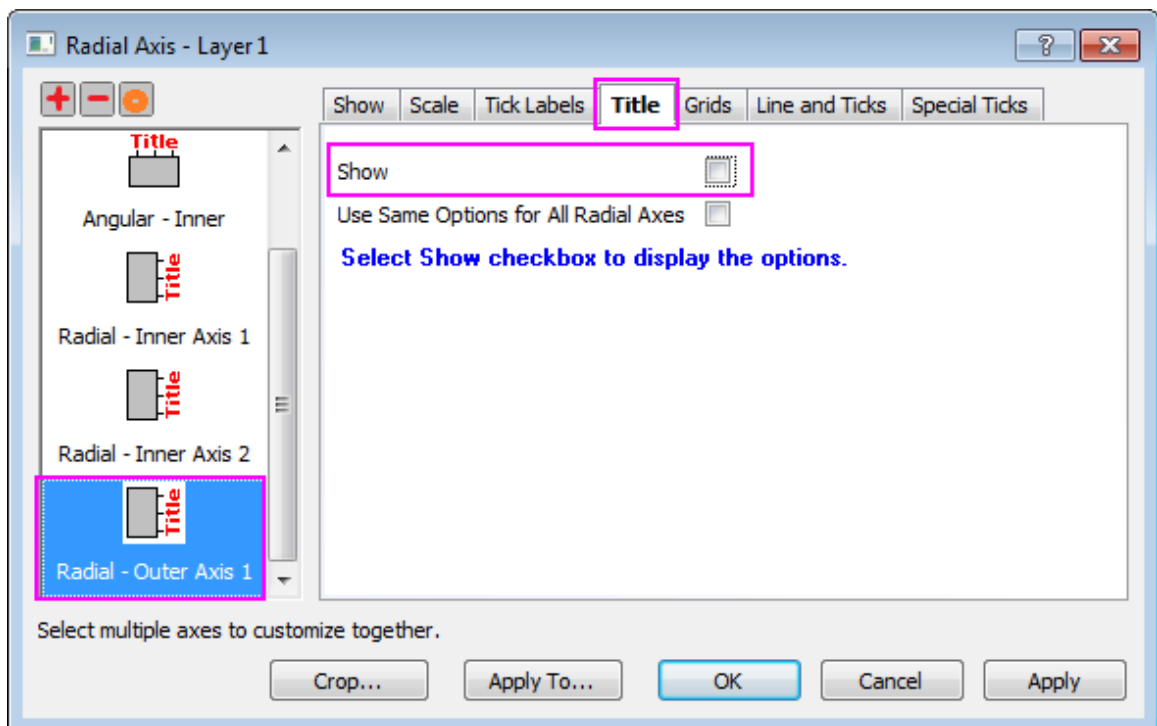 Radial Axis - Layer 1
Show Scale Tick Labels Title Grids Line and Ticks Special Ticks
Title
Angular - Inner
Title
Radial - Inner Axis 1
Title
Radial - Inner Axis 2
Title
Radial - Outer Axis 1
Show
Use Same Options for All Radial Axes
Select Show checkbox to display the options.
Select multiple axes to customize together.
Crop... Apply To... OK Cancel Apply